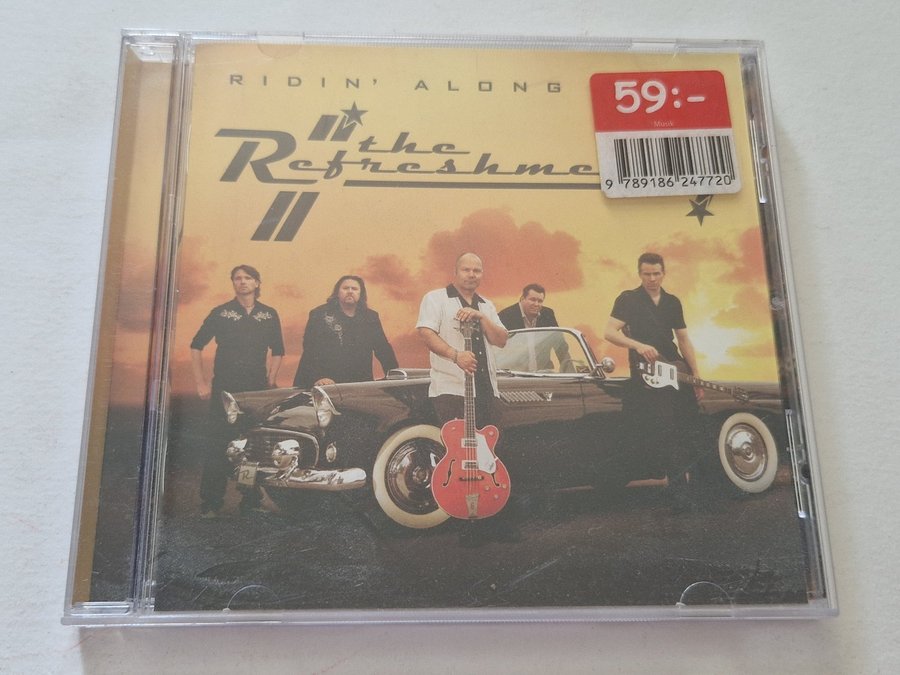 RIDIN' ALONG
59:-
Musik
the
Refreshme
9 789186 247720
R